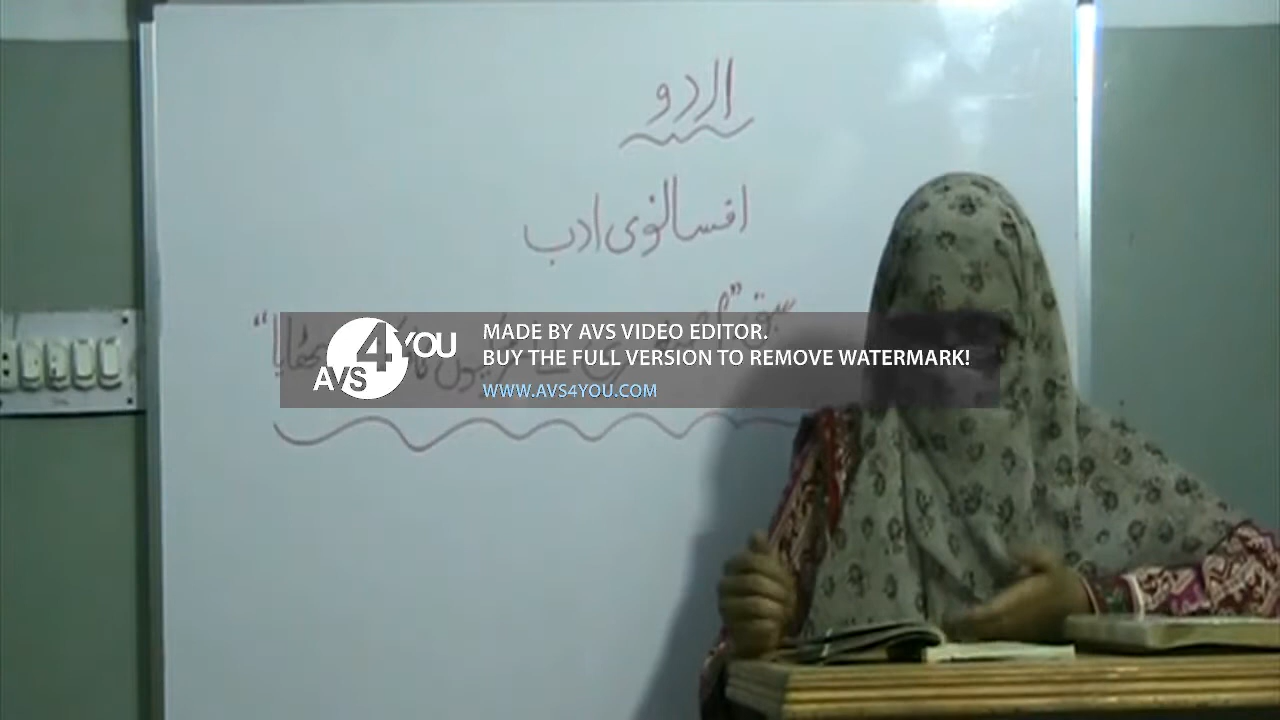 اردو
افسانوی ادب
سبق
AVS4YOU
MADE BY AVS VIDEO EDITOR.
BUY THE FULL VERSION TO REMOVE WATERMARK!
WWW.AVS4YOU.COM